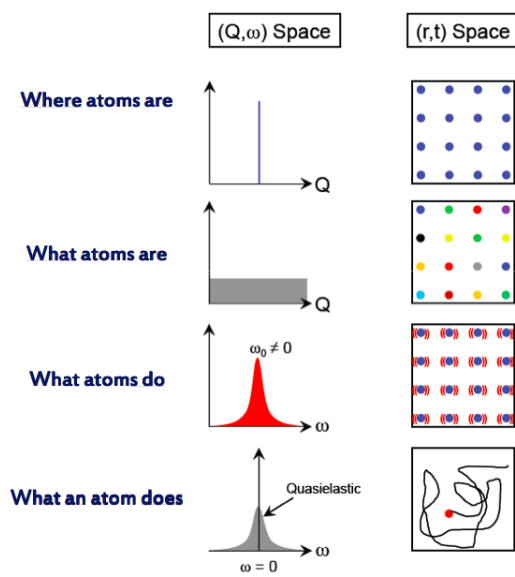 (Q,ω) Space
(r,t) Space
Where atoms are
Q
What atoms are
Q
ω₀ ≠ 0
What atoms do
ω
What an atom does
Quasielastic
ω
ω = 0